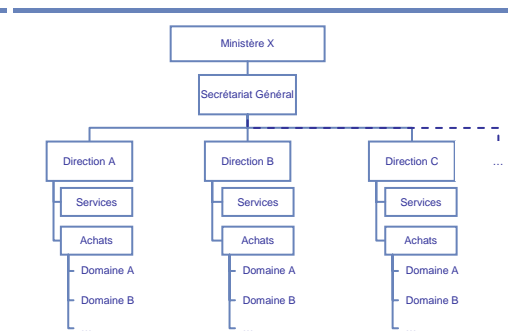 Ministère X
Secrétariat Général
Direction A
Direction B
Direction C
...
Services
Services
Services
Achats
Achats
Achats
Domaine A
Domaine A
Domaine A
Domaine B
Domaine B
Domaine B
...
...
...